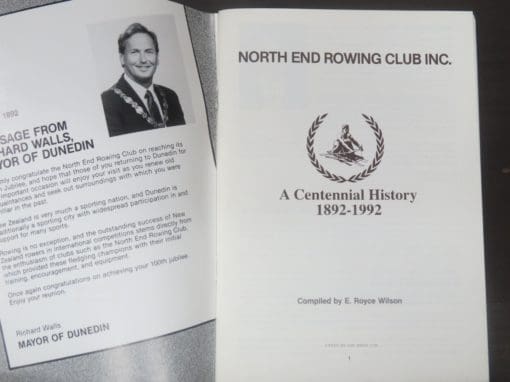 1892
SAGE FROM
HARD WALLS,
YOR OF DUNEDIN
congratulate the North End Rowing Club on reaching its
Jubilee, and hope that those of you returning to Dunedin for
important occasion will enjoy your visit as you renew old
quaintances and seek out surroundings with which you were
in the past.
Zealand is very much a sporting nation, and Dunedin is
ditionally a sporting city with widespread participation in and
support for many sports.
Rowing is no exception, and the outstanding success of New
Zealand rowers in international competitions stems directly from
the enthusiasm of clubs such as the North End Rowing Club,
which provided these fledgling champions with their initial
training, encouragement, and equipment.
Once again congratulations on achieving your 100th jubilee.
Enjoy your reunion.
Richard Walls
MAYOR OF DUNEDIN
NORTH END ROWING CLUB INC.
A Centennial History
1892-1992
Compiled by E. Royce Wilson
1